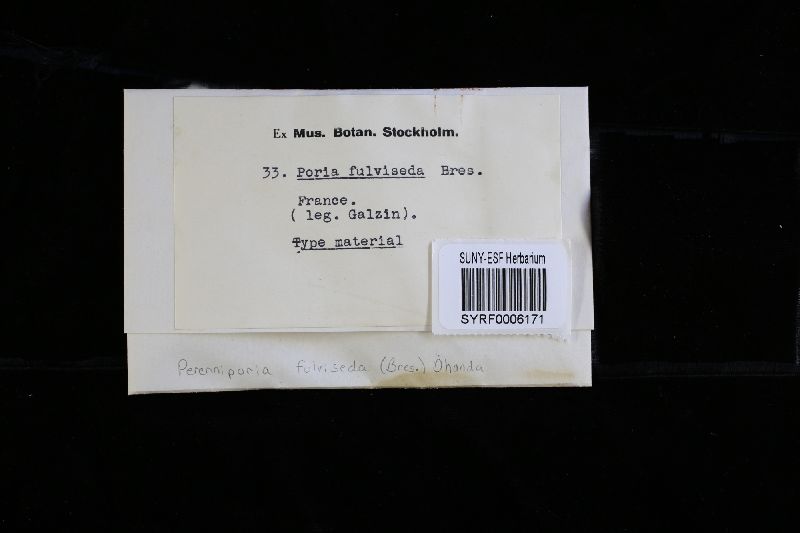 Ex Mus. Botan. Stockholm.
33. Poria fulviseda Bres.
France.
( leg. Galzin).
Type material
SUNY-ESF Herbarium
SYRF0006171
Perenniporia fulviseda (Bres.) Dhanda